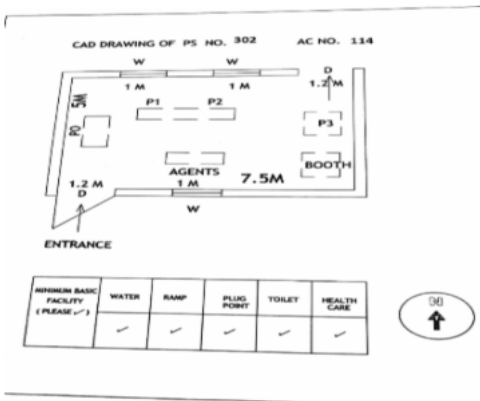 CAD DRAWING OF PS NO. 302 AC NO. 114
W W D
1 M 1 M 1.2 M
5M
P1 P2
P3
PO
AGENTS
BOOTH
1.2 M 1 M 7.5M
D
W
ENTRANCE
MINIMUM BASIC
FACILITY
( PLEASE ✓ )
WATER
RAMP
PLUG
POINT
TOILET
HEALTH
CARE
✓ ✓ ✓ ✓ ✓
N